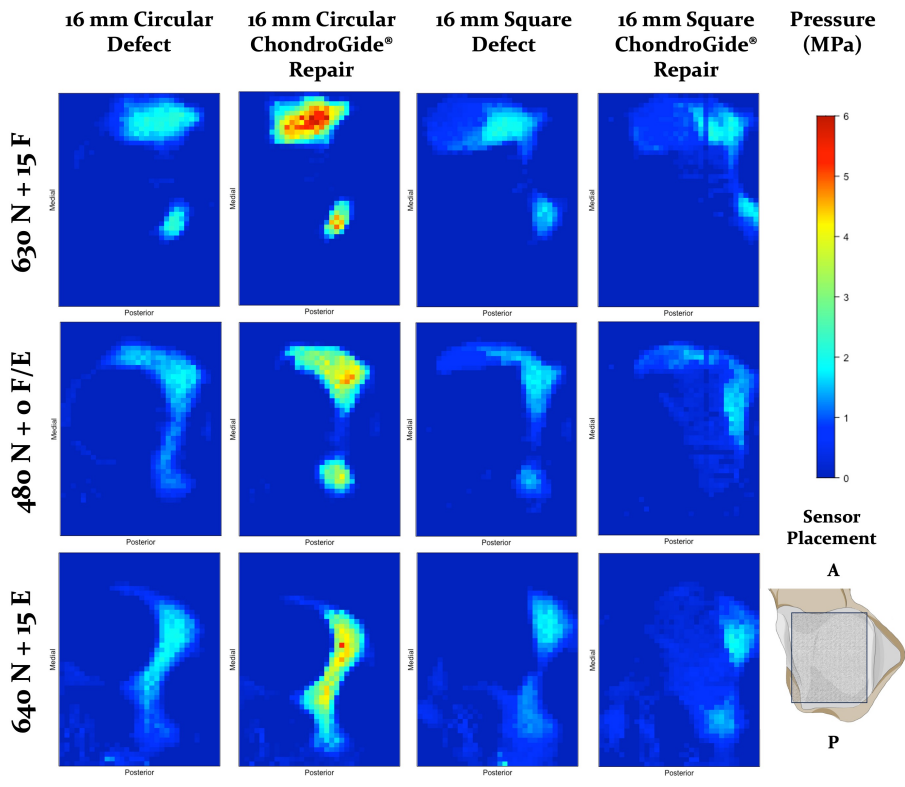 16 mm Circular
Defect
16 mm Circular
ChondroGide®
Repair
16 mm Square
Defect
16 mm Square
ChondroGide®
Repair
Pressure
(MPa)
630 N + 15 F
Medial
Posterior
Medial
Posterior
Medial
Posterior
Medial
Posterior
6
5
4
3
2
1
0
480 N + 0 F/E
Medial
Posterior
Medial
Posterior
Medial
Posterior
Medial
Posterior
Sensor
Placement
A
P
640 N + 15 E
Medial
Posterior
Medial
Posterior
Medial
Posterior
Medial
Posterior